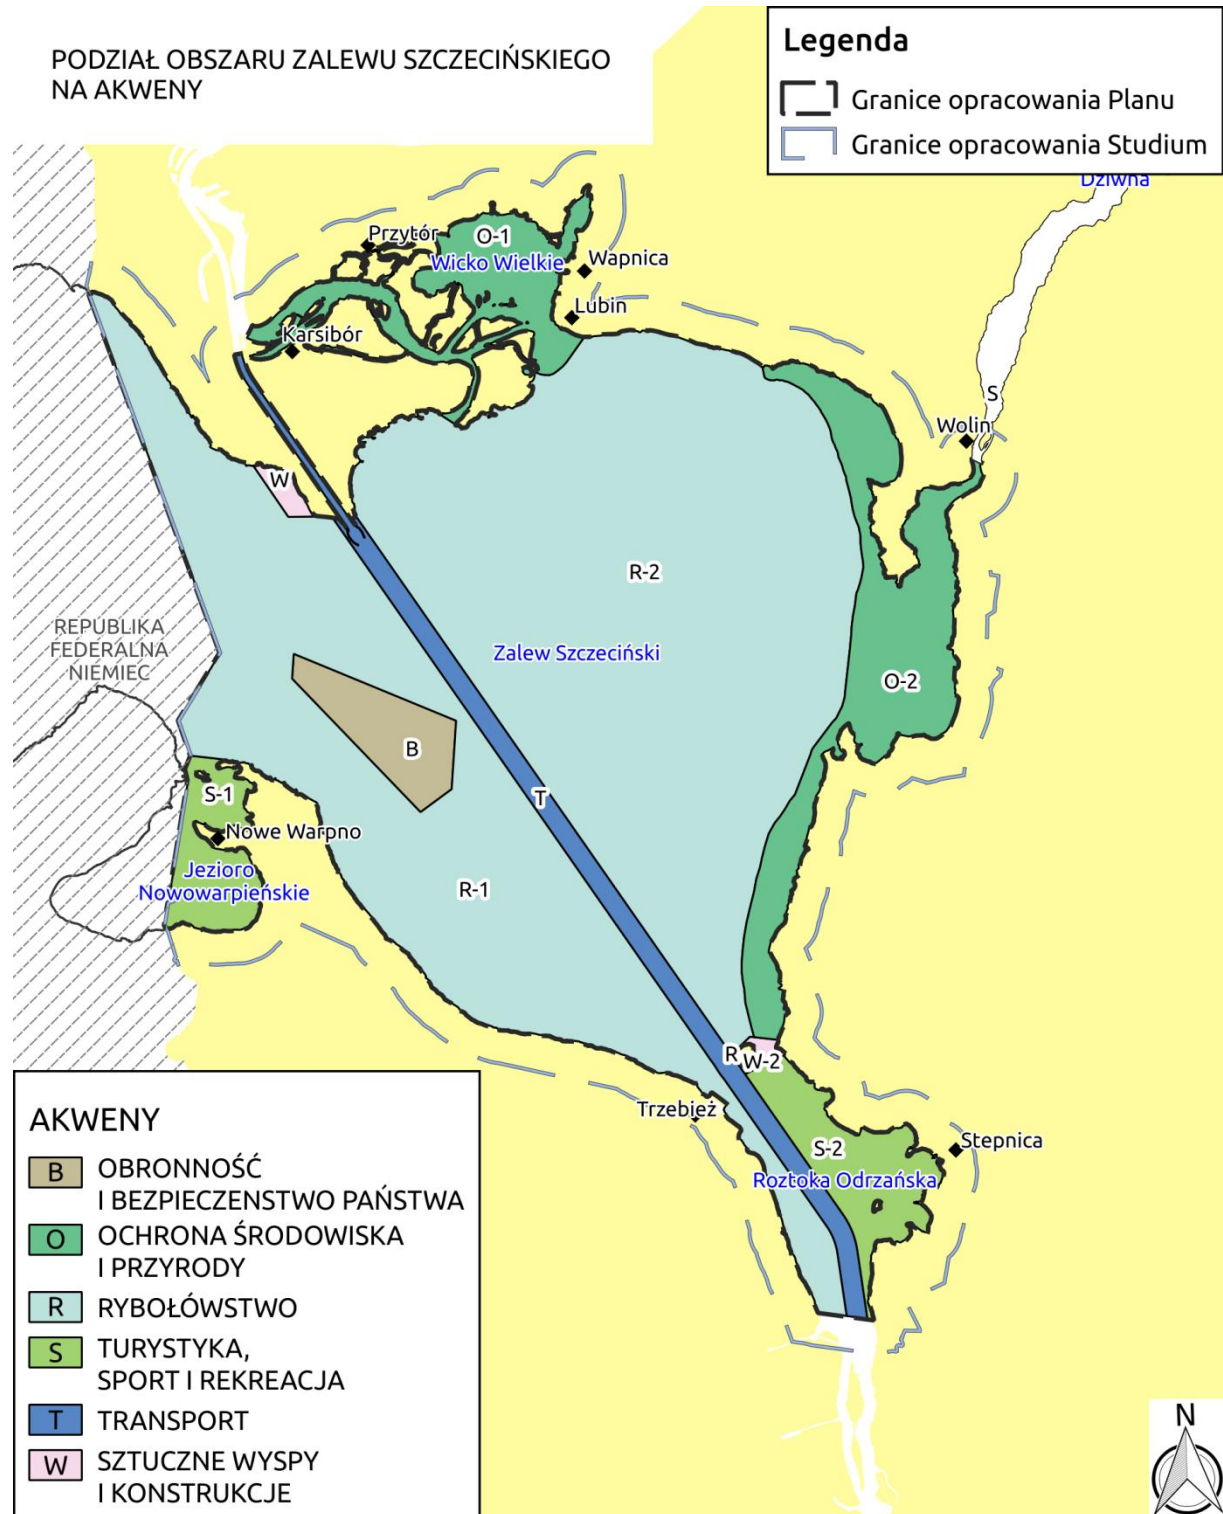 PODZIAŁ OBSZARU ZALEWU SZCZECIŃSKIEGO
NA AKWENY
Legenda
Granice opracowania Planu
Granice opracowania Studium
Dziwna
Przytór
O-1
Wicko Wielkie
Wapnica
Lubin
Karsibór
S
Wolin
W
R-2
REPUBLIKA
FEDERALNA
NIEMIEC
Zalew Szczeciński
O-2
B
S-1
T
Nowe Warpno
Jezioro
Nowowarpieńskie
R-1
R
W-2
Trzebież
S-2
Stepnica
Roztoka Odrzańska
AKWENY
B OBRONNOŚĆ
I BEZPIECZENSTWO PAŃSTWA
O OCHRONA ŚRODOWISKA
I PRZYRODY
R RYBOŁÓWSTWO
S TURYSTYKA,
SPORT I REKREACJA
T TRANSPORT
W SZTUCZNE WYSPY
I KONSTRUKCJE
N